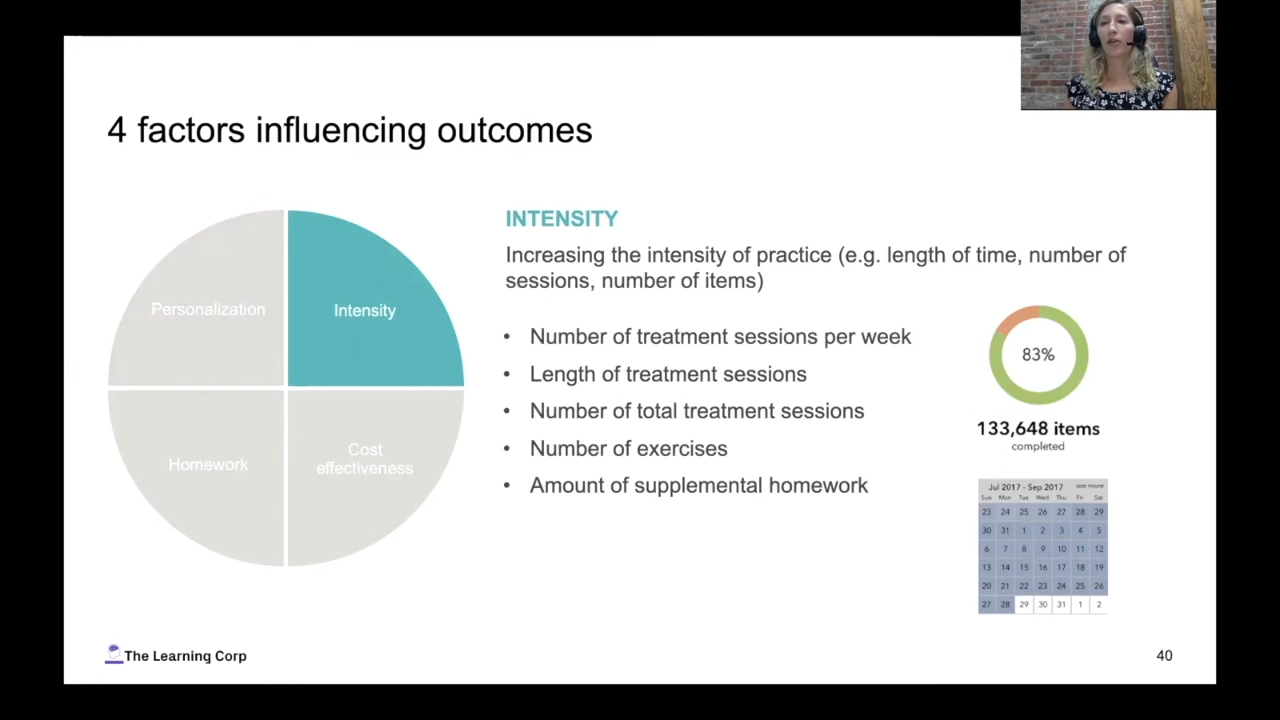 4 factors influencing outcomes
Personalization
Intensity
Homework
Cost
effectiveness
INTENSITY
Increasing the intensity of practice (e.g. length of time, number of
sessions, number of items)
• Number of treatment sessions per week
• Length of treatment sessions
• Number of total treatment sessions
• Number of exercises
• Amount of supplemental homework
83%
133,648 items
completed
Jul 2017 - Sep 2017 see more
Sun Mon Tue Wed Thu Fri Sat
23 24 25 26 27 28 29
30 31 1 2 3 4 5
6 7 8 9 10 11 12
13 14 15 16 17 18 19
20 21 22 23 24 25 26
27 28 29 30 31 1 2
The Learning Corp
40